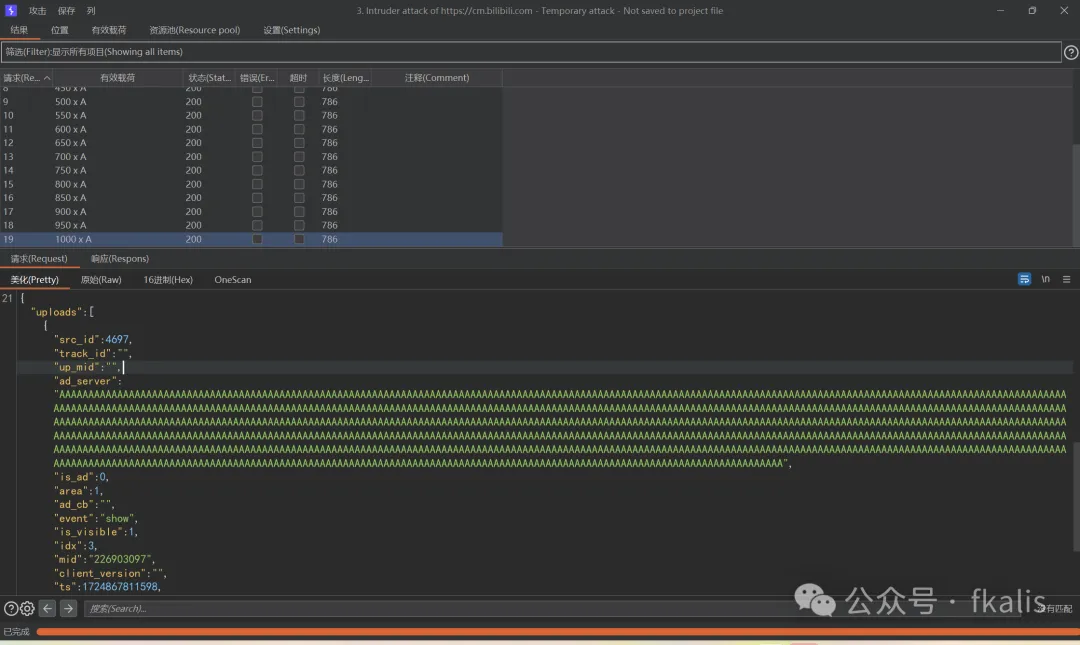 攻击 保存 列 3. Intruder attack of https://cm.bilibili.com - Temporary attack - Not saved to project file
结果 位置 有效载荷 资源池(Resource pool) 设置(Settings)
筛选(Filter):显示所有项目(Showing all items)
请求(Re... 有效载荷 状态(Stat... 错误(Er... 超时 长度(Leng... 注释(Comment)
8 450 x A 200 786
9 500 x A 200 786
10 550 x A 200 786
11 600 x A 200 786
12 650 x A 200 786
13 700 x A 200 786
14 750 x A 200 786
15 800 x A 200 786
16 850 x A 200 786
17 900 x A 200 786
18 950 x A 200 786
19 1000 x A 200 786
请求(Request) 响应(Respons)
美化(Pretty) 原始(Raw) 16进制(Hex) OneScan \n
21 {
"uploads":[
{
"src_id":4697,
"track_id":"",
"up_mid":"",
"ad_server":
"is_ad":0,
"area":1,
"ad_cb":"",
"event":"show",
"is_visible":1,
"idx":3,
"mid":"226903097",
"client_version":"",
"ts":1724867811598,
搜索(Search)... 没有匹配
公众号 · fkalis
已完成